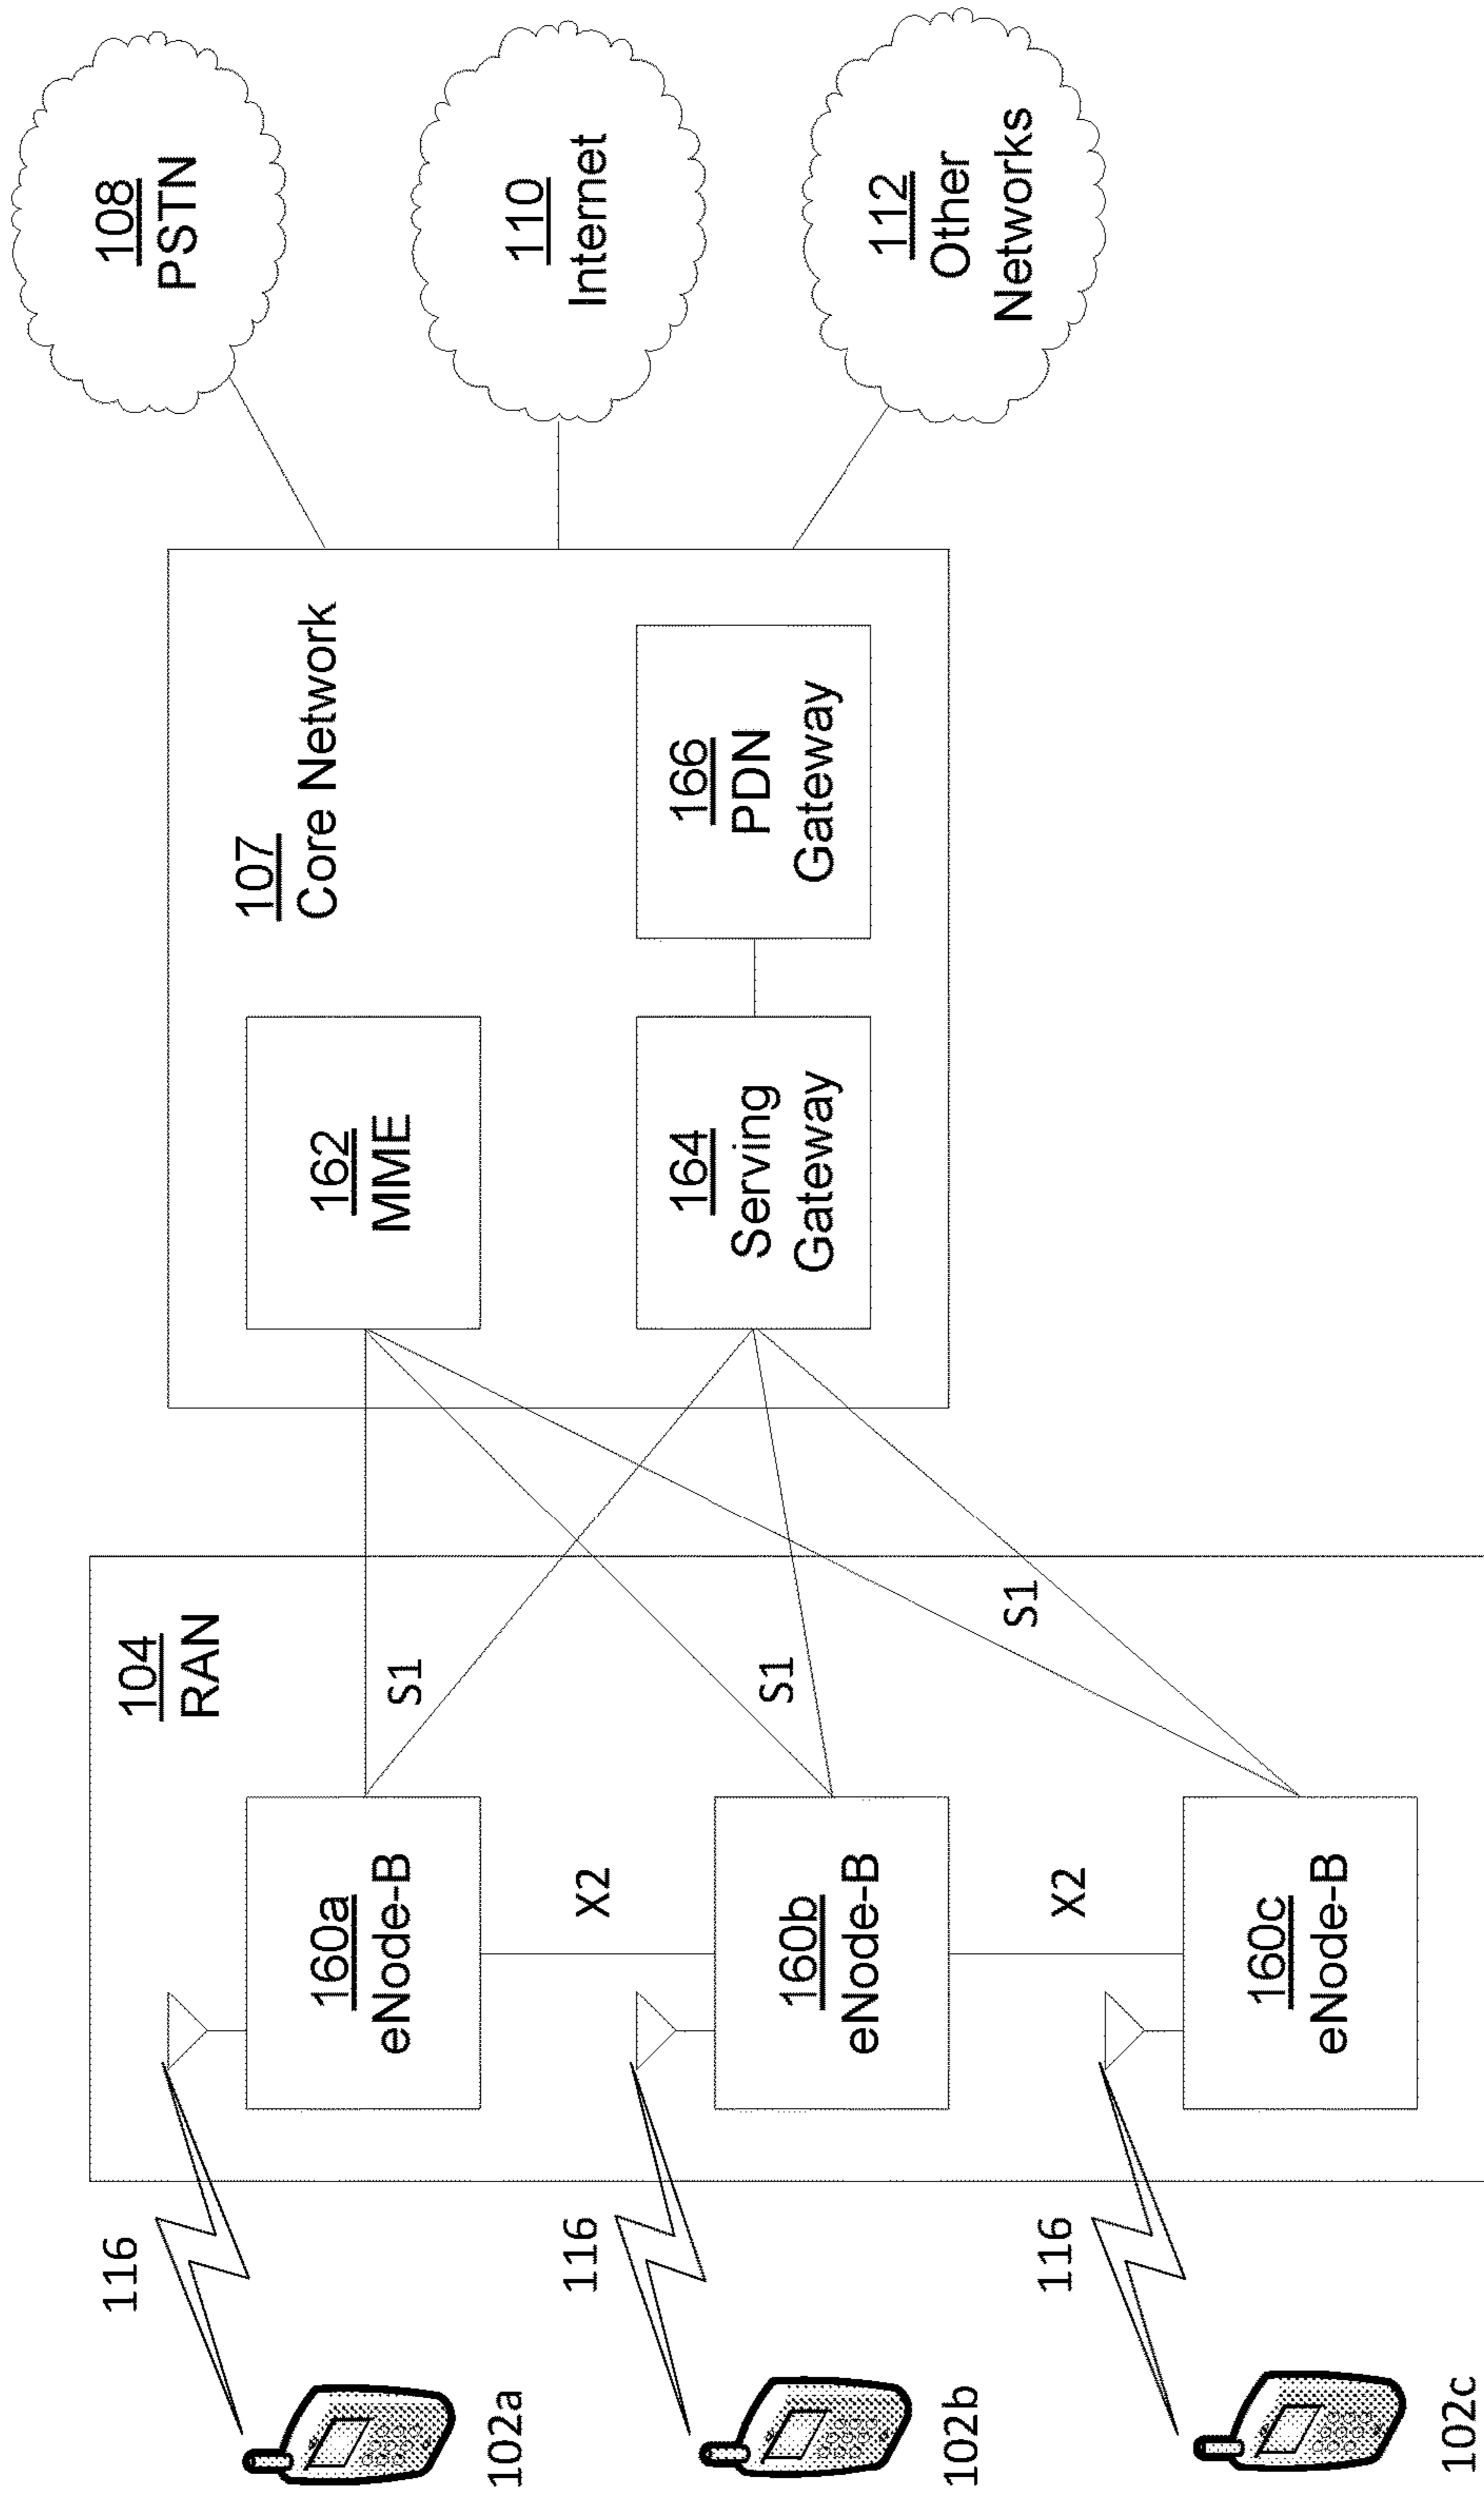 104
RAN
116
102a
160a
eNode-B
S1
X2
116
102b
160b
eNode-B
S1
X2
116
102c
160c
eNode-B
S1
107
Core Network
162
MME
164
Serving
Gateway
166
PDN
Gateway
108
PSTN
110
Internet
112
Other
Networks